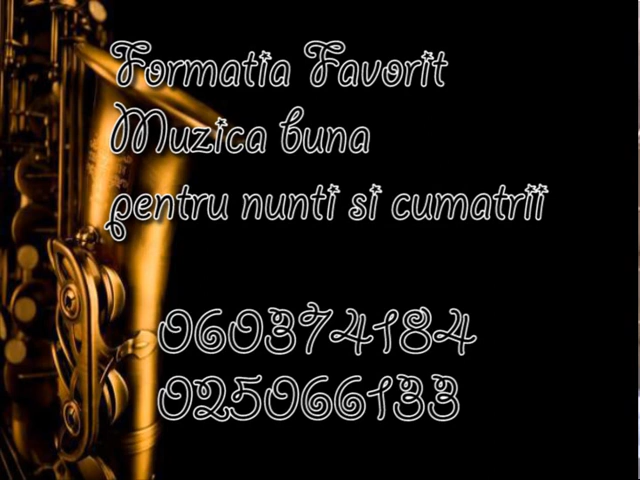 Formatia Favorit
Muzica buna
pentru nunti si cumatrii
060374184
025066133